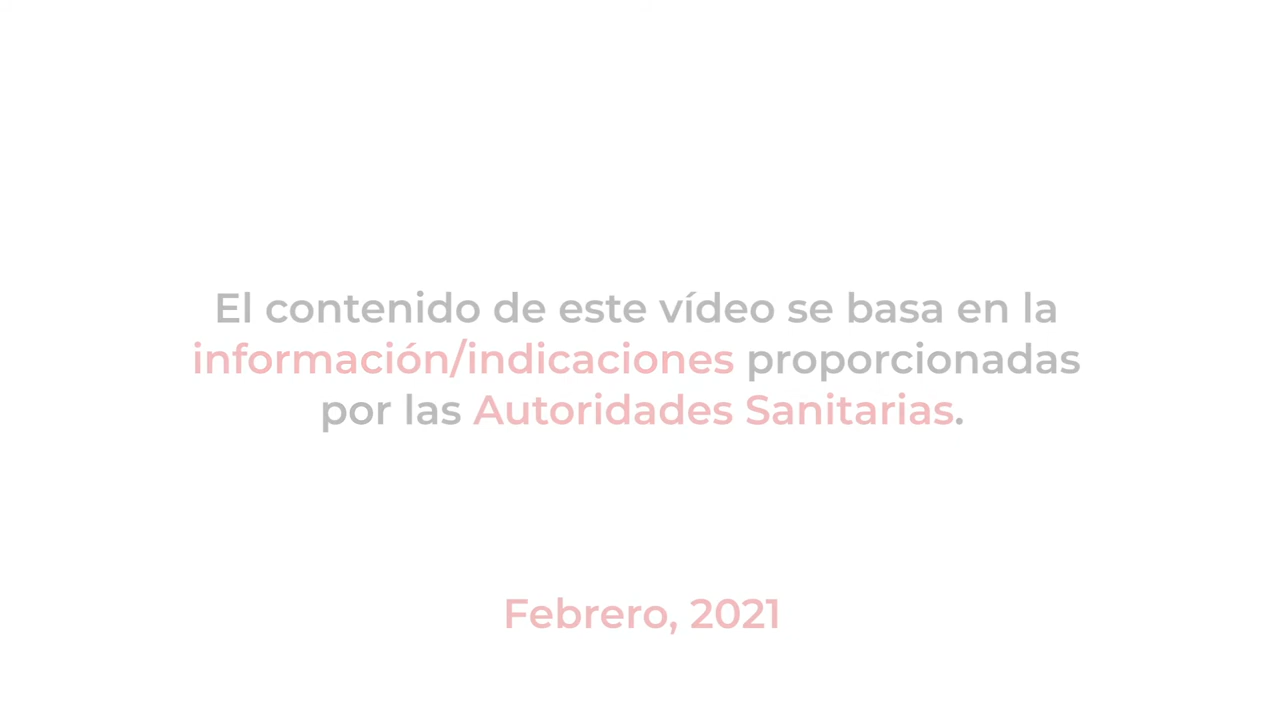 El contenido de este vídeo se basa en la
información/indicaciones proporcionadas
por las Autoridades Sanitarias.
Febrero, 2021